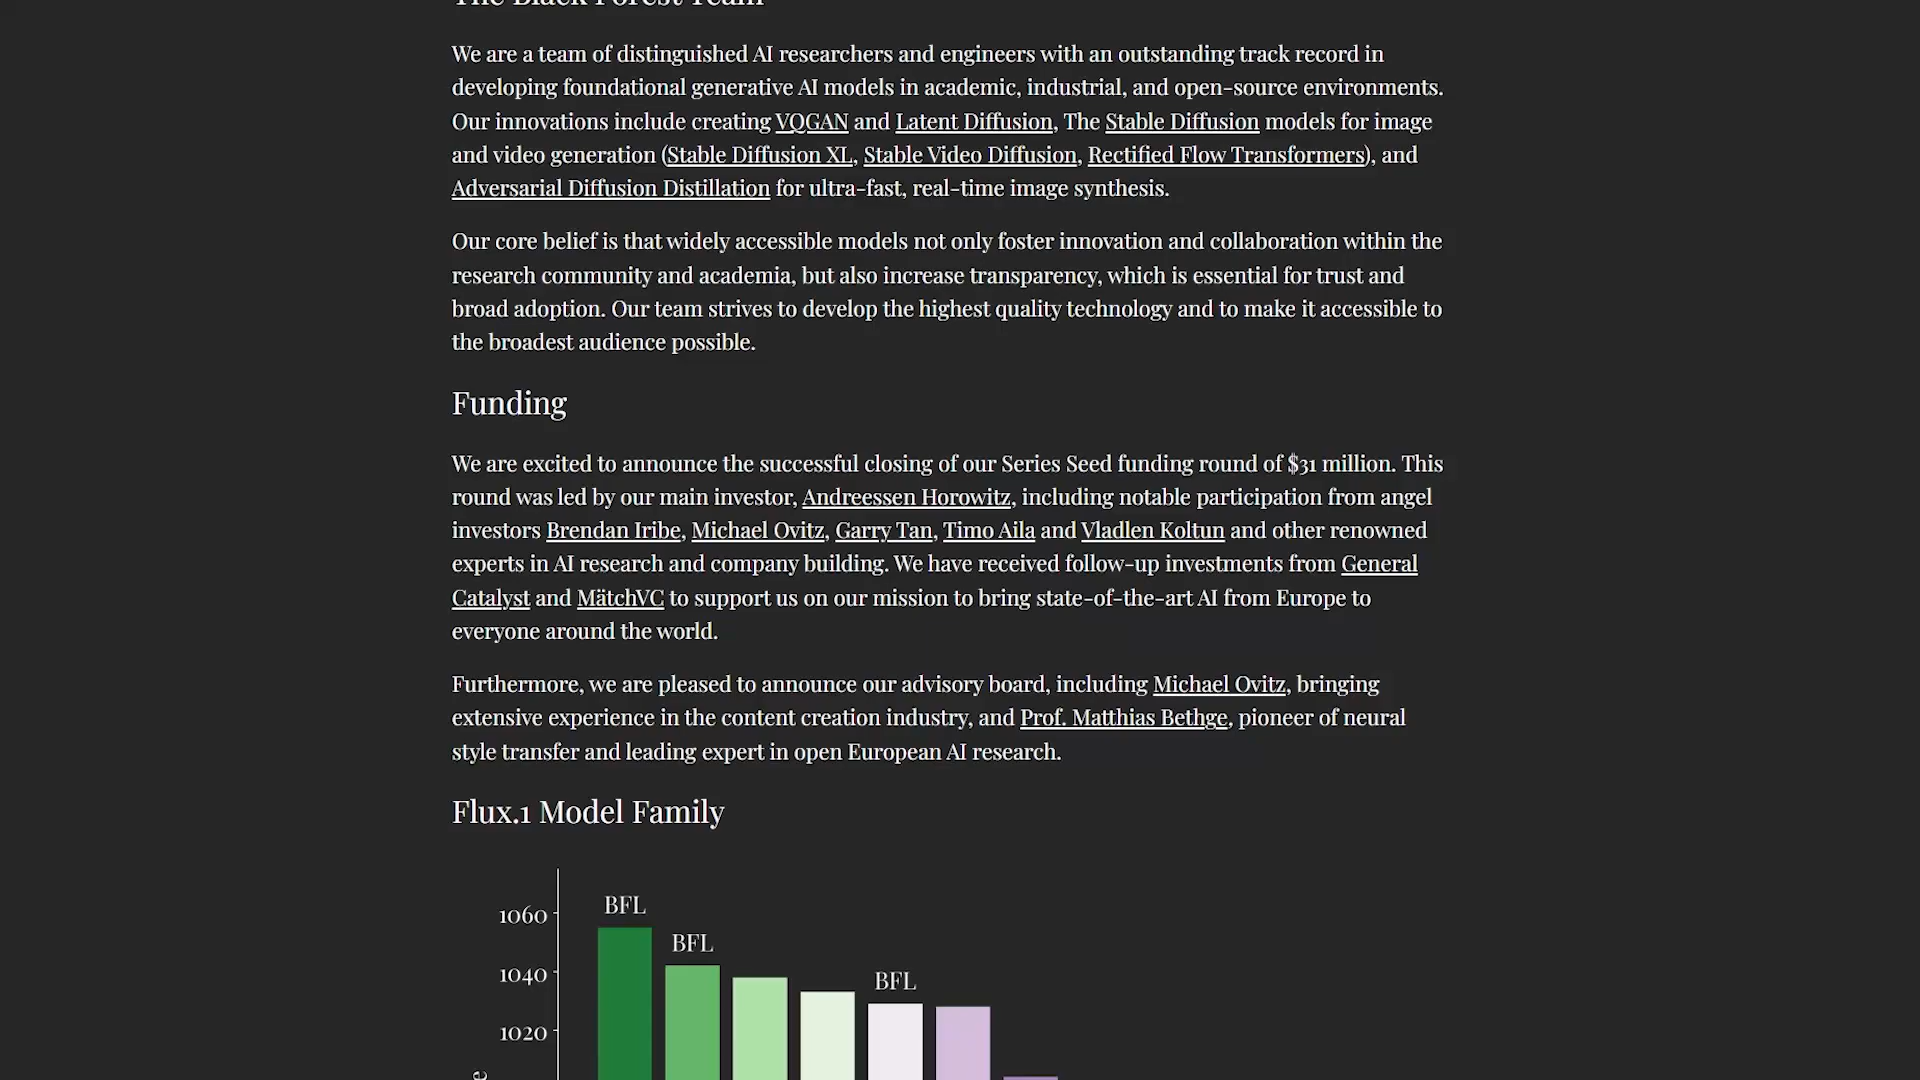 The Black Forest Team
We are a team of distinguished AI researchers and engineers with an outstanding track record in
developing foundational generative AI models in academic, industrial, and open-source environments.
Our innovations include creating VQGAN and Latent Diffusion, The Stable Diffusion models for image
and video generation (Stable Diffusion XL, Stable Video Diffusion, Rectified Flow Transformers), and
Adversarial Diffusion Distillation for ultra-fast, real-time image synthesis.
Our core belief is that widely accessible models not only foster innovation and collaboration within the
research community and academia, but also increase transparency, which is essential for trust and
broad adoption. Our team strives to develop the highest quality technology and to make it accessible to
the broadest audience possible.
Funding
We are excited to announce the successful closing of our Series Seed funding round of $31 million. This
round was led by our main investor, Andreessen Horowitz, including notable participation from angel
investors Brendan Iribe, Michael Ovitz, Garry Tan, Timo Aila and Vladlen Koltun and other renowned
experts in AI research and company building. We have received follow-up investments from General
Catalyst and MätchVC to support us on our mission to bring state-of-the-art AI from Europe to
everyone around the world.
Furthermore, we are pleased to announce our advisory board, including Michael Ovitz, bringing
extensive experience in the content creation industry, and Prof. Matthias Bethge, pioneer of neural
style transfer and leading expert in open European AI research.
Flux.1 Model Family
BFL
1060
BFL
1040
BFL
1020